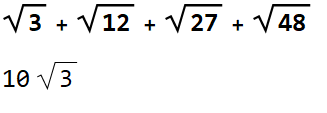 √3 + √12 + √27 + √48
10 √3